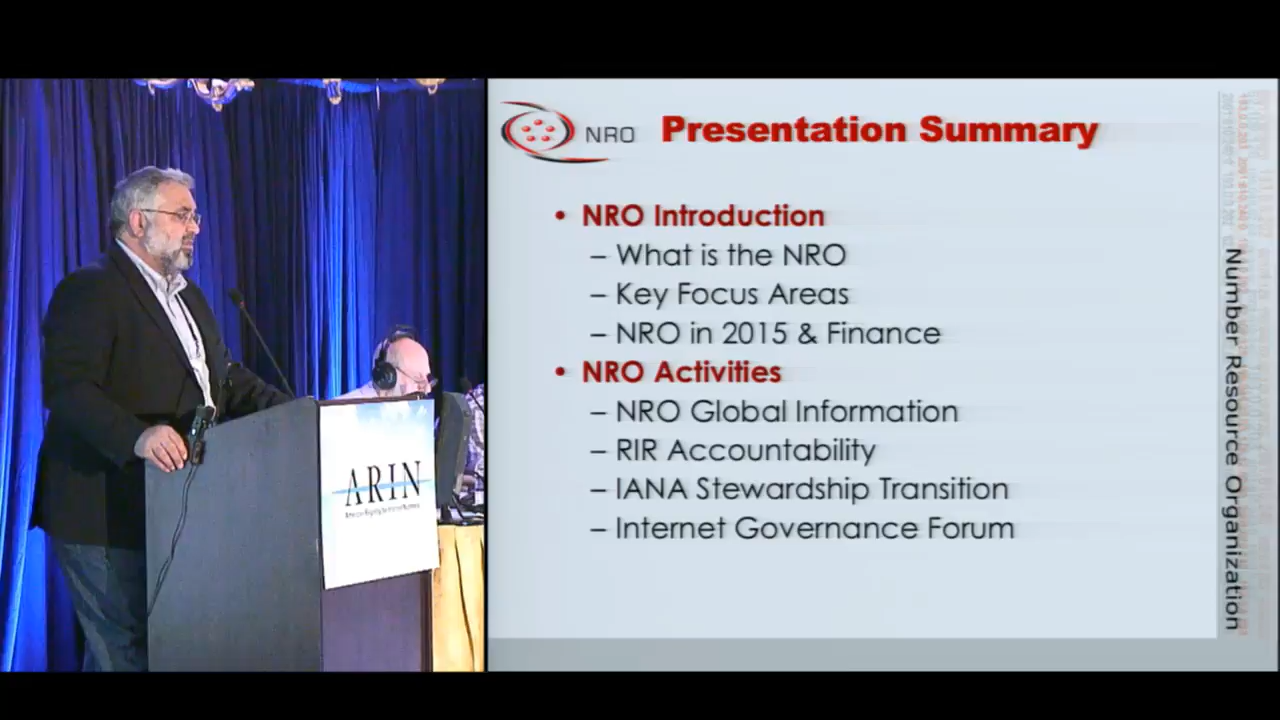 NRO
Presentation Summary
• NRO Introduction
– What is the NRO
– Key Focus Areas
– NRO in 2015 & Finance
• NRO Activities
– NRO Global Information
– RIR Accountability
– IANA Stewardship Transition
– Internet Governance Forum
Number Resource Organization
ARIN